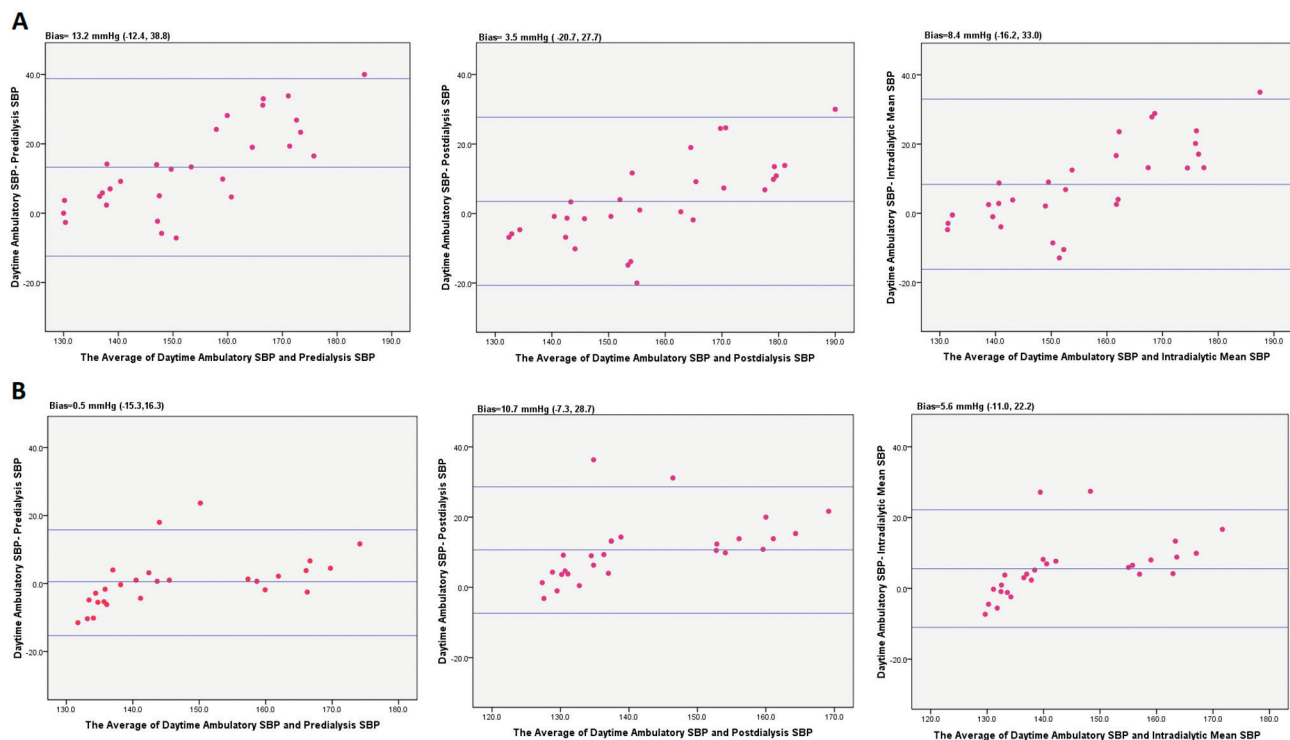 A
Bias= 13.2 mmHg (-12.4, 38.8)
Daytime Ambulatory SBP- Predialysis SBP
40.0
20.0
0.0
-20.0
130.0 140.0 150.0 160.0 170.0 180.0 190.0
The Average of Daytime Ambulatory SBP and Predialysis SBP
Bias= 3.5 mmHg (-20.7, 27.7)
Daytime Ambulatory SBP- Postdialysis SBP
40.0
20.0
0.0
-20.0
130.0 140.0 150.0 160.0 170.0 180.0 190.0
The Average of Daytime Ambulatory SBP and Postdialysis SBP
Bias=8.4 mmHg (-16.2, 33.0)
Daytime Ambulatory SBP- Intradialytic Mean SBP
40.0
20.0
0.0
-20.0
130.0 140.0 150.0 160.0 170.0 180.0 190.0
The Average of Daytime Ambulatory SBP and Intradialytic Mean SBP
B
Bias=0.5 mmHg (-15.3,16.3)
Daytime Ambulatory SBP- Predialysis SBP
40.0
20.0
0.0
-20.0
130.0 140.0 150.0 160.0 170.0 180.0
The Average of Daytime Ambulatory SBP and Predialysis SBP
Bias=10.7 mmHg (-7.3, 28.7)
Daytime Ambulatory SBP- Postdialysis SBP
40.0
20.0
0.0
-20.0
120.0 130.0 140.0 150.0 160.0 170.0
The Average of Daytime Ambulatory SBP and Postdialysis SBP
Bias=5.6 mmHg (-11.0, 22.2)
Daytime Ambulatory SBP- Intradialytic Mean SBP
40.0
20.0
0.0
-20.0
120.0 130.0 140.0 150.0 160.0 170.0 180.0
The Average of Daytime Ambulatory SBP and Intradialytic Mean SBP